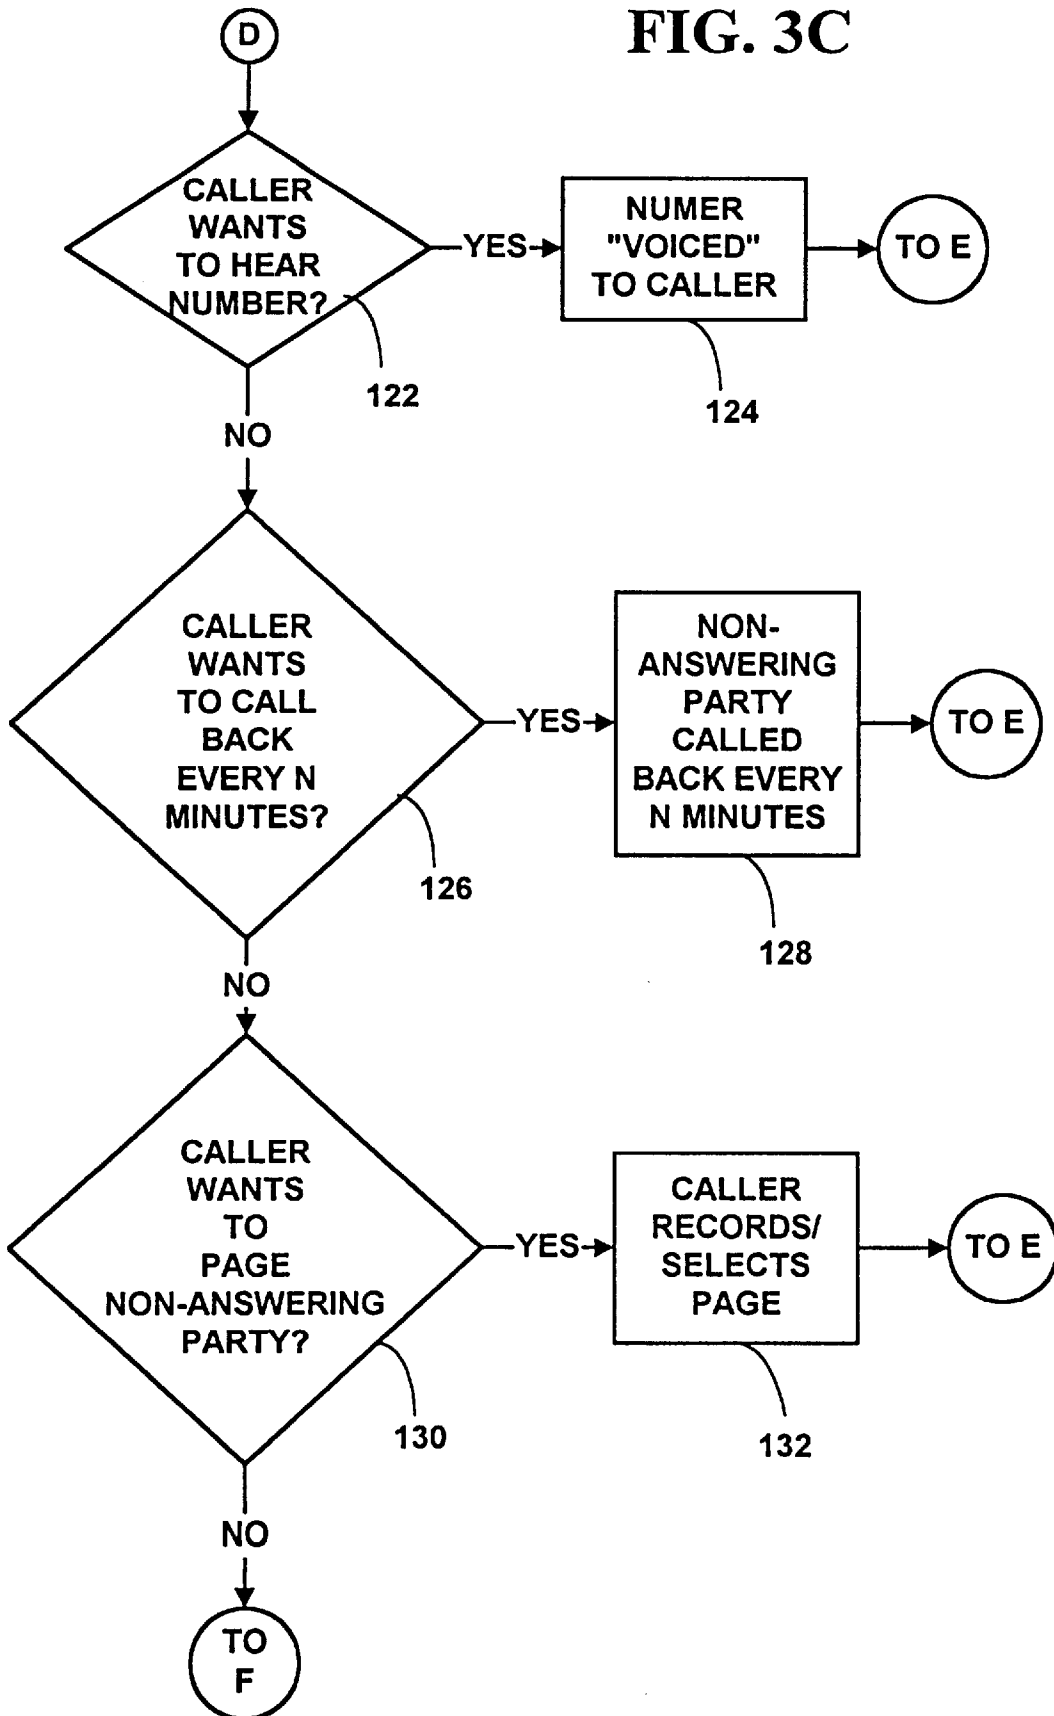 FIG. 3C
D
CALLER
WANTS
TO HEAR
NUMBER?
YES
NUMER
"VOICED"
TO CALLER
TO E
122
124
NO
CALLER
WANTS
TO CALL
BACK
EVERY N
MINUTES?
YES
NON-
ANSWERING
PARTY
CALLED
BACK EVERY
N MINUTES
TO E
126
128
NO
CALLER
WANTS
TO
PAGE
NON-ANSWERING
PARTY?
YES
CALLER
RECORDS/
SELECTS
PAGE
TO E
130
132
NO
TO
F